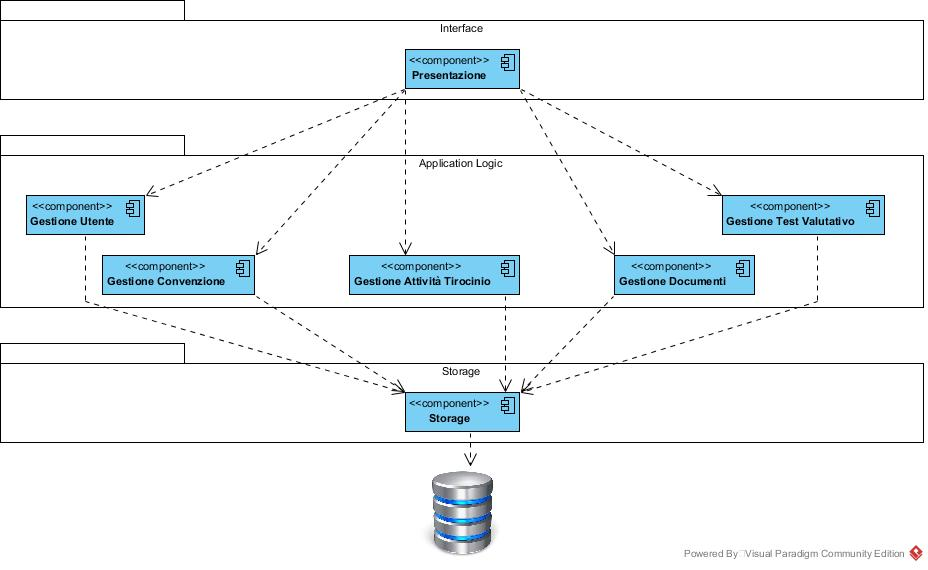 Interface
<<component>>
Presentazione
Application Logic
<<component>>
Gestione Utente
<<component>>
Gestione Test Valutativo
<<component>>
Gestione Convenzione
<<component>>
Gestione Attività Tirocinio
<<component>>
Gestione Documenti
Storage
<<component>>
Storage
Powered By Visual Paradigm Community Edition